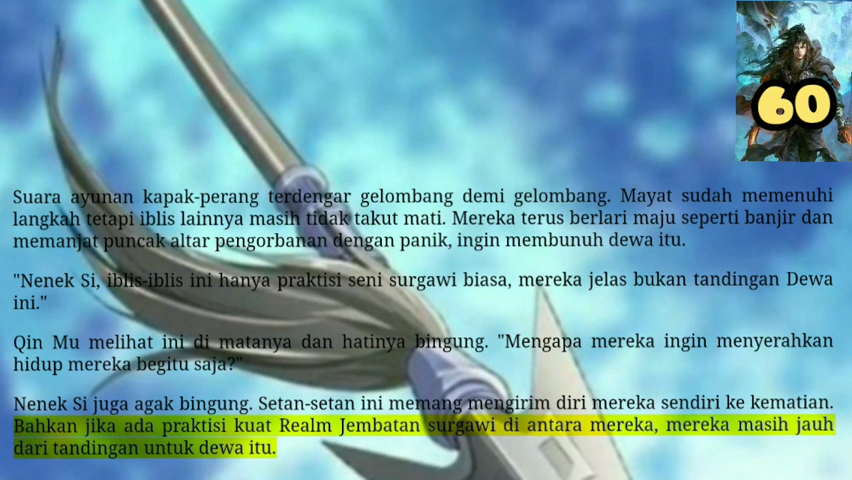 60
Suara ayunan kapak-perang terdengar gelombang demi gelombang. Mayat sudah memenuhi
langkah tetapi iblis lainnya masih tidak takut mati. Mereka terus berlari maju seperti banjir dan
memanjat puncak altar pengorbanan dengan panik, ingin membunuh dewa itu.
"Nenek Si, iblis-iblis ini hanya praktisi seni surgawi biasa, mereka jelas bukan tandingan Dewa
ini."
Qin Mu melihat ini di matanya dan hatinya bingung. "Mengapa mereka ingin menyerahkan
hidup mereka begitu saja?"
Nenek Si juga agak bingung. Setan-setan ini memang mengirim diri mereka sendiri ke kematian.
Bahkan jika ada praktisi kuat Realm Jembatan surgawi di antara mereka, mereka masih jauh
dari tandingan untuk dewa itu.